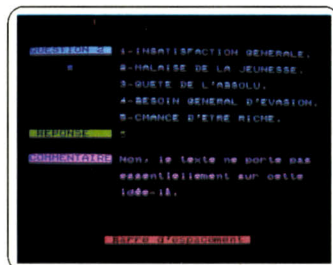 QUESTION 2 1-INSATISFACTION GENERALE.
2-MALAISE DE LA JEUNESSE.
3-QUETE DE L'ABSOLU.
4-BESOIN GENERAL D'EVASION.
5-CHANCE D'ETRE RICHE.
REPONSE
COMMENTAIRE Non, le texte ne porte pas
essentiellement sur cette
idée-là.
Barre d'espacement